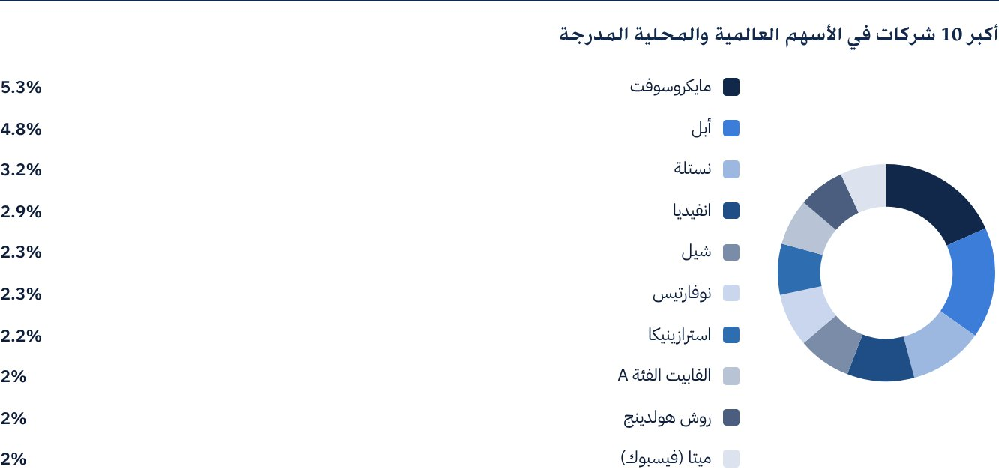 أكبر 10 شركات في الأسهم العالمية والمحلية المدرجة
مايكروسوفت 5.3%
أبل 4.8%
نستلة 3.2%
انفيديا 2.9%
شيل 2.3%
نوفارتيس 2.3%
استرازينيكا 2.2%
الفابيت الفئة A 2%
روش هولدينج 2%
ميتا (فيسبوك) 2%